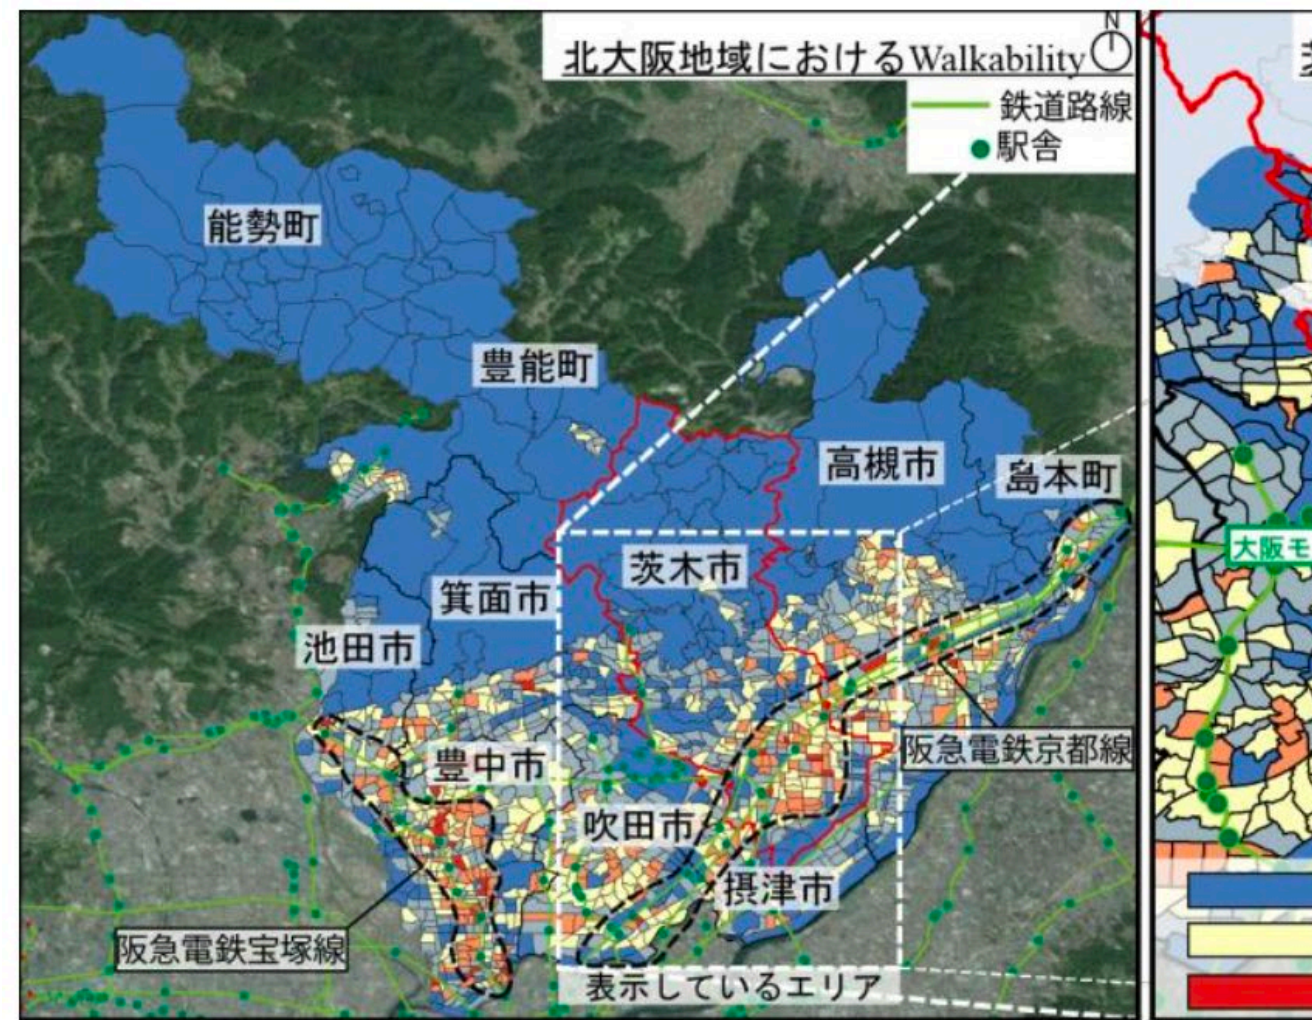 北大阪地域におけるWalkability
N
鉄道路線
駅舎
能勢町
豊能町
高槻市
島本町
茨木市
箕面市
池田市
豊中市
阪急電鉄京都線
吹田市
摂津市
阪急電鉄宝塚線
表示しているエリア
大阪モ